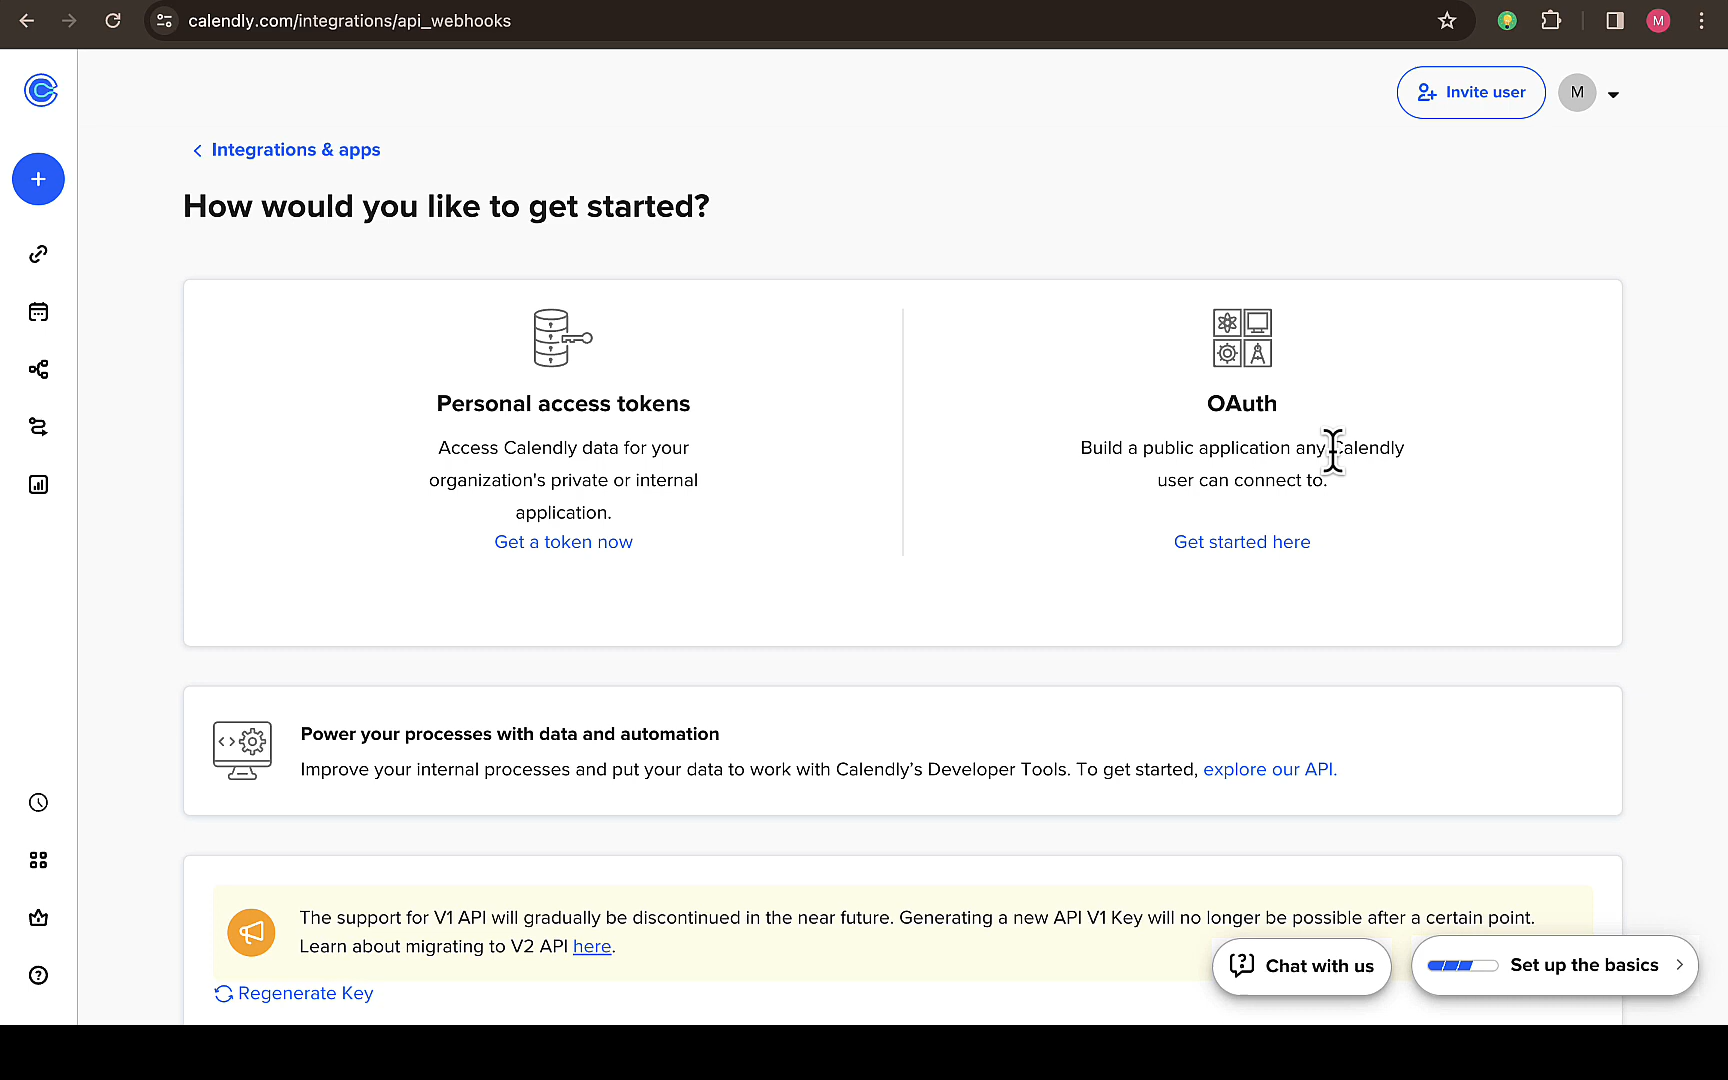 calendly.com/integrations/api_webhooks
M
Invite user
M
Integrations & apps
How would you like to get started?
Personal access tokens
Access Calendly data for your
organization's private or internal
application.
Get a token now
OAuth
Build a public application any Calendly
user can connect to.
Get started here
Power your processes with data and automation
Improve your internal processes and put your data to work with Calendly’s Developer Tools. To get started, explore our API.
The support for V1 API will gradually be discontinued in the near future. Generating a new API V1 Key will no longer be possible after a certain point.
Learn about migrating to V2 API here.
Regenerate Key
Chat with us
Set up the basics